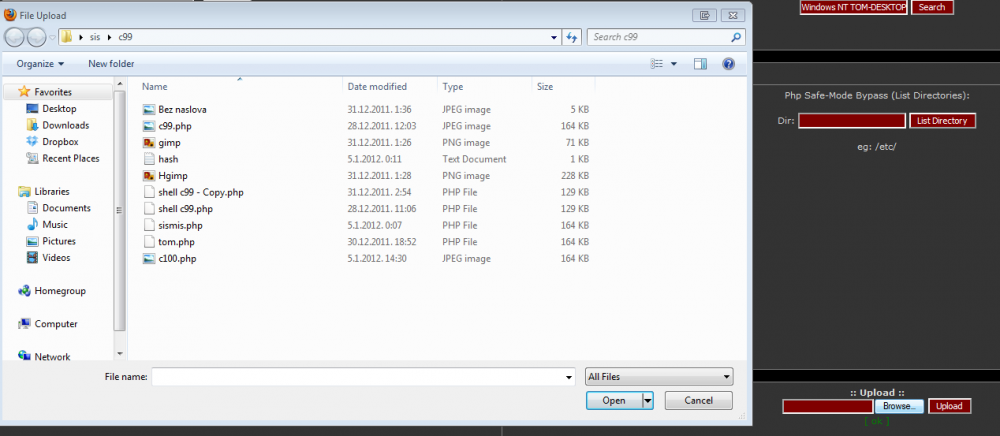 File Upload
sis c99
Search c99
Organize New folder
Favorites
Desktop
Downloads
Dropbox
Recent Places
Libraries
Documents
Music
Pictures
Videos
Homegroup
Computer
Network
Name Date modified Type Size
Bez naslova 31.12.2011. 1:36 JPEG image 5 KB
c99.php 28.12.2011. 12:03 JPEG image 164 KB
gimp 31.12.2011. 1:26 PNG image 71 KB
hash 5.1.2012. 0:11 Text Document 1 KB
Hgimp 31.12.2011. 1:28 PNG image 228 KB
shell c99 - Copy.php 31.12.2011. 2:54 PHP File 129 KB
shell c99.php 28.12.2011. 11:06 PHP File 129 KB
sismis.php 5.1.2012. 0:07 PHP File 164 KB
tom.php 30.12.2011. 18:52 PHP File 164 KB
c100.php 5.1.2012. 14:30 JPEG image 164 KB
File name: All Files
Open Cancel
Windows NT TOM-DESKTOP Search
Php Safe-Mode Bypass (List Directories):
Dir: List Directory
eg: /etc/
:: Upload ::
Browse... Upload
[ ok ]